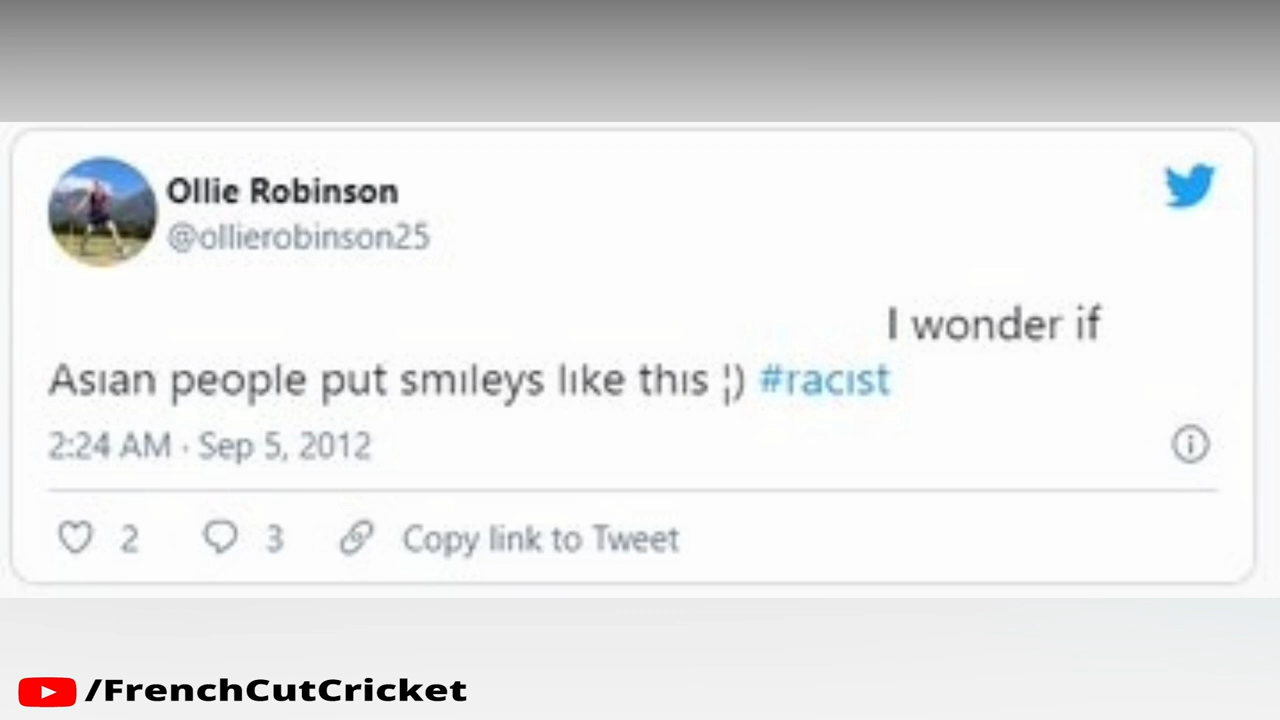 Ollie Robinson
@ollierobinson25
I wonder if
Asian people put smileys like this ¦) #racist
2:24 AM · Sep 5, 2012
2 3 Copy link to Tweet
/FrenchCutCricket